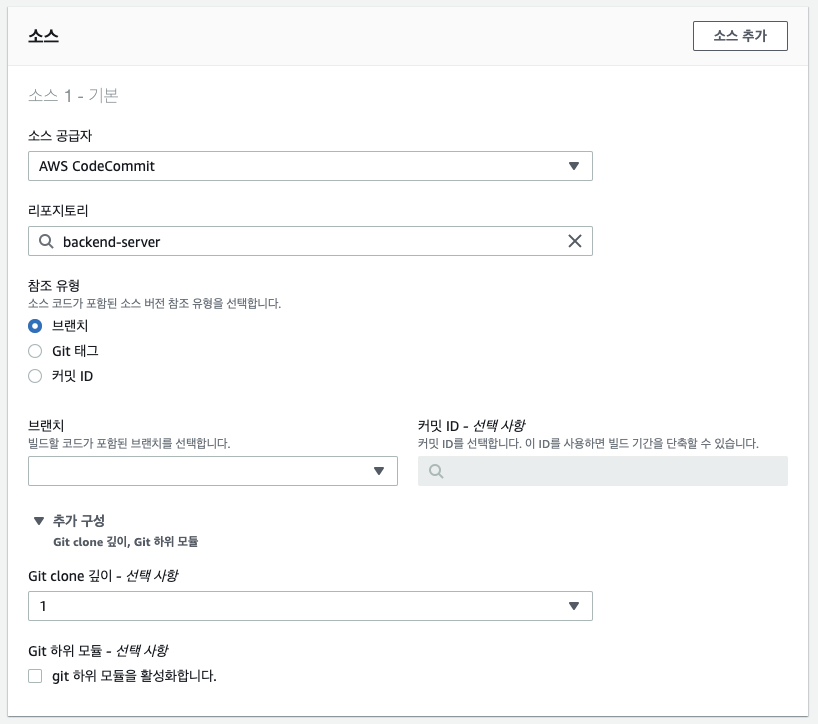 소스
소스 추가
소스 1 - 기본
소스 공급자
AWS CodeCommit
리포지토리
backend-server
참조 유형
소스 코드가 포함된 소스 버전 참조 유형을 선택합니다.
브랜치
Git 태그
커밋 ID
브랜치
빌드할 코드가 포함된 브랜치를 선택합니다.
커밋 ID - 선택 사항
커밋 ID를 선택합니다. 이 ID를 사용하면 빌드 기간을 단축할 수 있습니다.
추가 구성
Git clone 깊이, Git 하위 모듈
Git clone 깊이 - 선택 사항
1
Git 하위 모듈 - 선택 사항
git 하위 모듈을 활성화합니다.